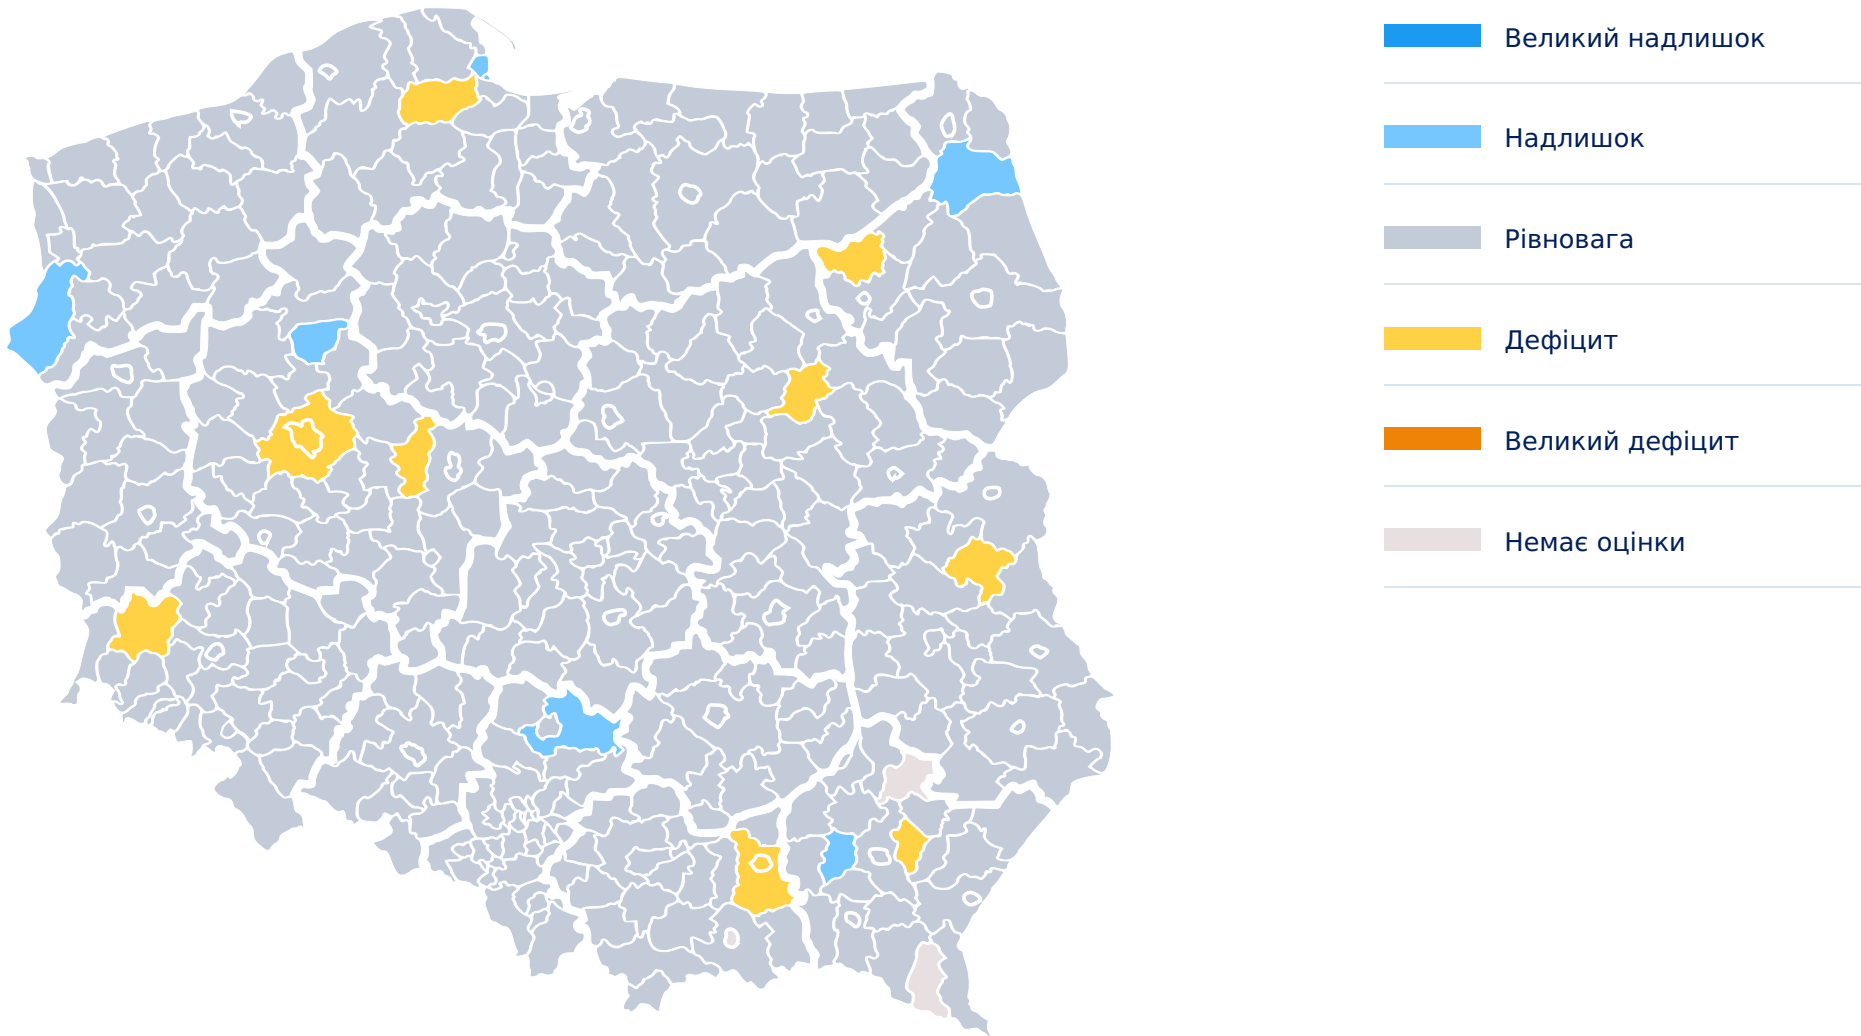 Великий надлишок
Надлишок
Рівновага
Дефіцит
Великий дефіцит
Немає оцінки